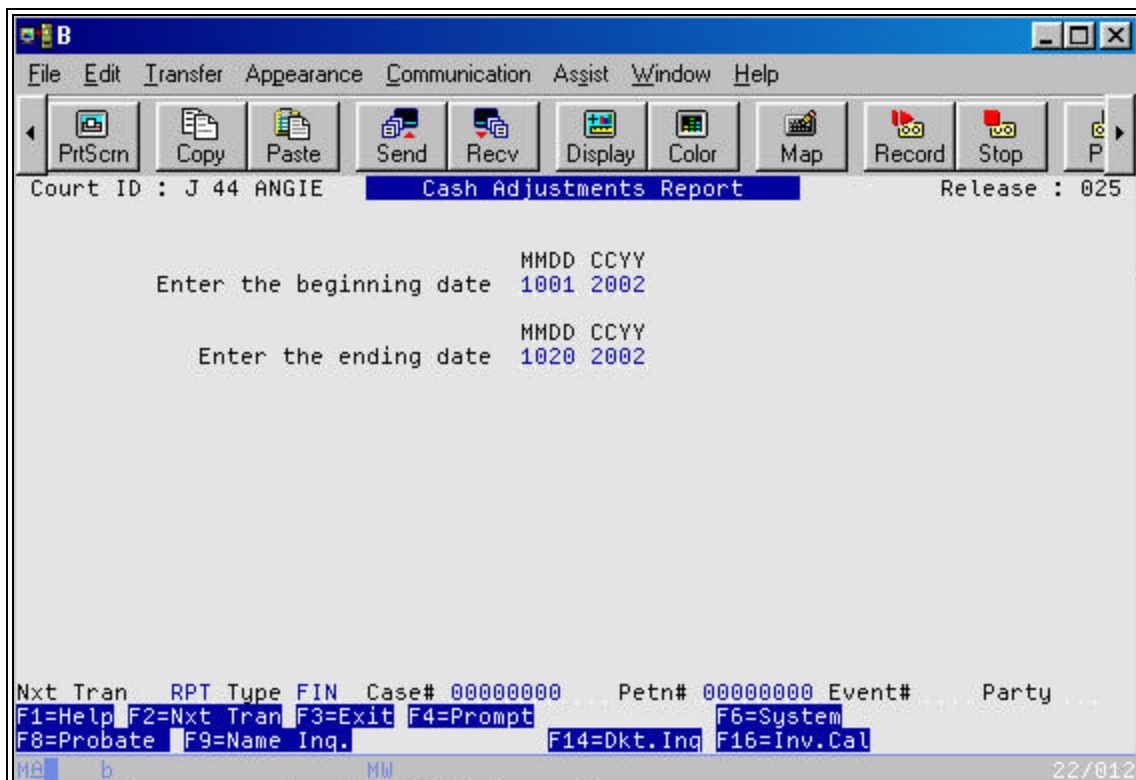 B
File Edit Transfer Appearance Communication Assist Window Help
PrtScrn Copy Paste Send Recv Display Color Map Record Stop P
Court ID : J 44 ANGIE Cash Adjustments Report Release : 025
MMDD CCYY
Enter the beginning date 1001 2002
MMDD CCYY
Enter the ending date 1020 2002
Nxt Tran RPT Type FIN Case# 00000000 Petn# 00000000 Event# Party
F1=Help F2=Nxt Tran F3=Exit F4=Prompt F6=System
F8=Probate F9=Name Inq. F14=Dkt.Inq F16=Inv.Cal
MA b MW 22/012